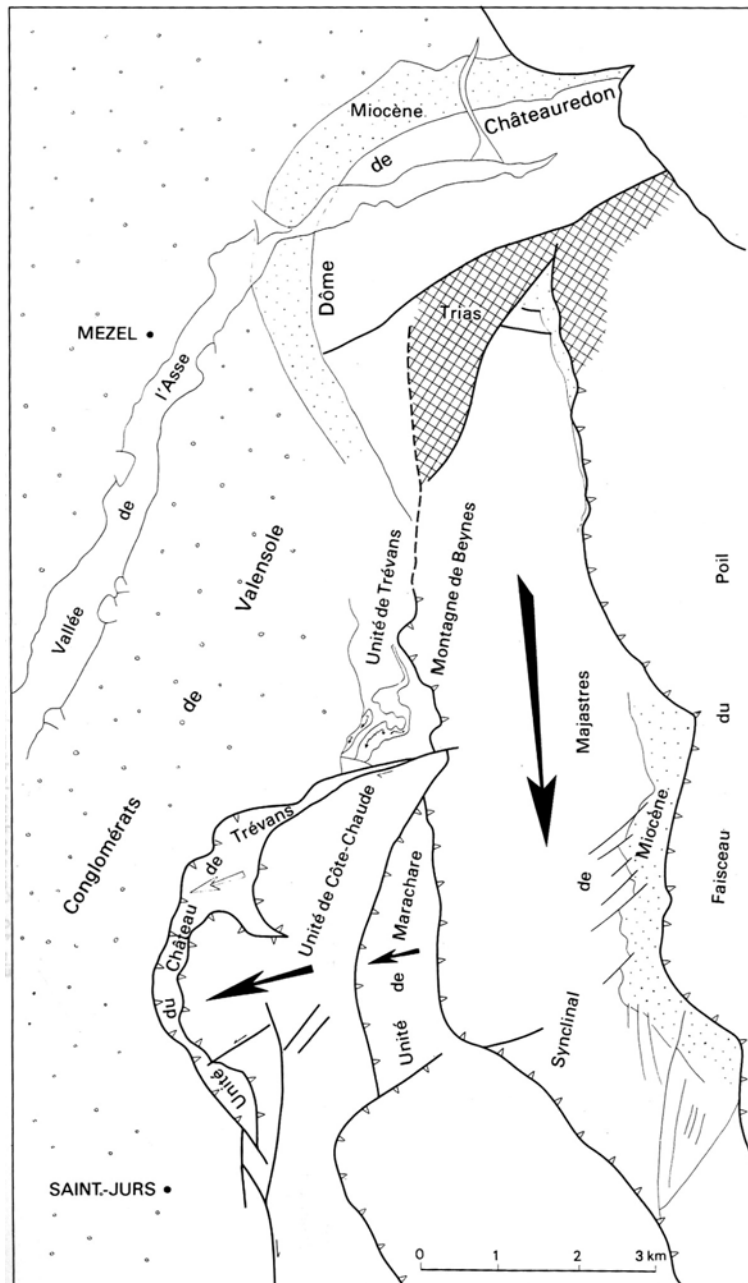 Miocène
Châteauredon
de
Dôme
Trias
MEZEL
Vallée de l'Asse
Conglomérats de Valensole
Unité de Trévans
Montagne de Beynes
Poil
du
Faisceau
Majastres
de
Synclinal
Miocène
Unité du Château de Trévans
Unité de Côte-Chaude
Unité de Marachare
SAINT-JURS
0 1 2 3 km